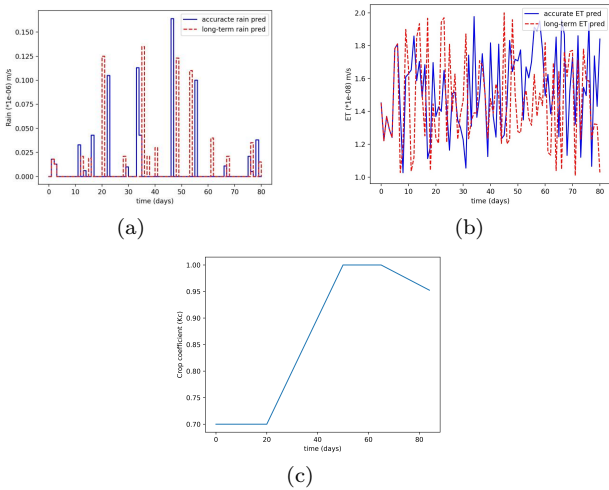 accuracte rain pred
long-term rain pred
Rain (*1e-06) m/s
0.150
0.125
0.100
0.075
0.050
0.025
0.000
0 10 20 30 40 50 60 70 80
time (days)
(a)
accurate ET pred
long-term ET pred
ET (*1e-08) m/s
2.0
1.8
1.6
1.4
1.2
1.0
0 10 20 30 40 50 60 70 80
time (days)
(b)
Crop coefficient (Kc)
1.00
0.95
0.90
0.85
0.80
0.75
0.70
0 20 40 60 80
time (days)
(c)